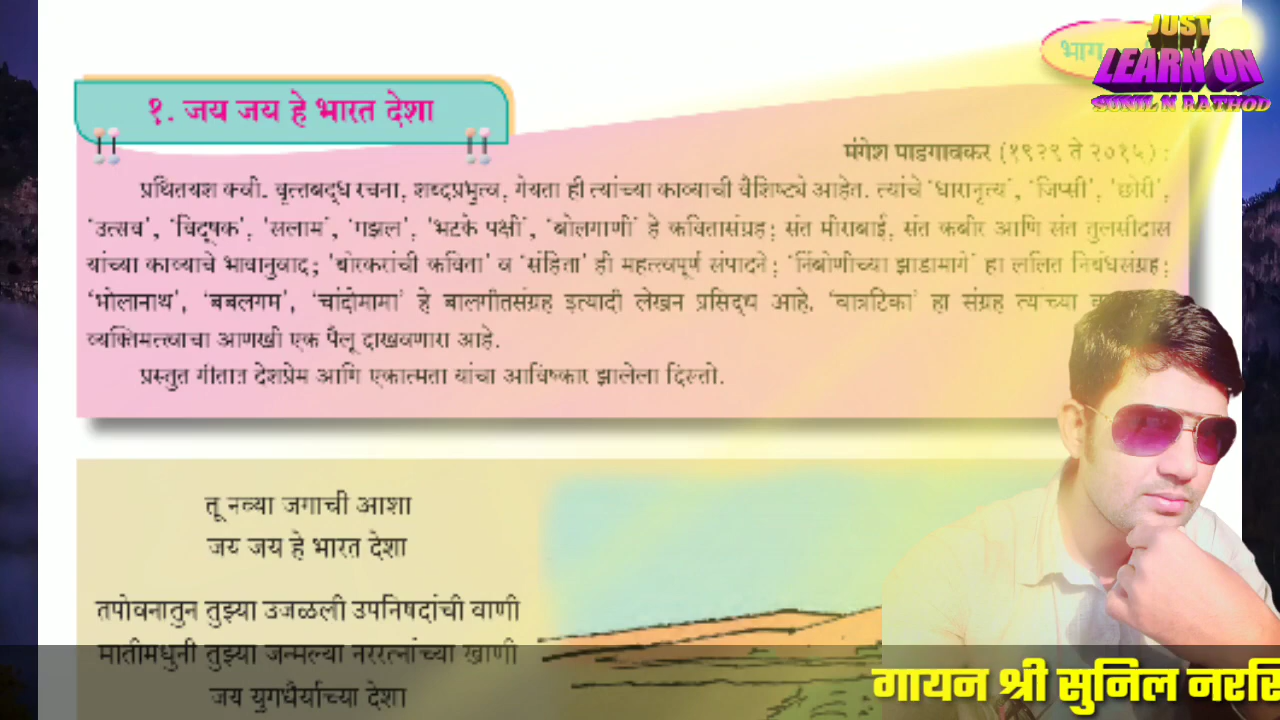 भाग
JUST
LEARN ON
SUNIL N RATHOD
१. जय जय हे भारत देशा
मंगेश पाडगावकर (१९२९ ते २०१५) :
प्रथितयश कवी. वृत्तबद्ध रचना, शब्दप्रभुत्व, गेयता ही त्यांच्या काव्याची वैशिष्ट्ये आहेत. त्यांचे ‘धारानृत्य’, ‘जिप्सी’, ‘छोरी’,
‘उत्सव’, ‘विदूषक’, ‘सलाम’, ‘गझल’, ‘भटके पक्षी’, ‘बोलगाणी’ हे कवितासंग्रह; संत मीराबाई, संत कबीर आणि संत तुलसीदास
यांच्या काव्याचे भावानुवाद; ‘बोरकरांची कविता’ व ‘संहिता’ ही महत्त्वपूर्ण संपादने; ‘निंबोणीच्या झाडामागे’ हा ललित निबंधसंग्रह;
‘भोलानाथ’, ‘बबलगम’, ‘चांदोमामा’ हे बालगीतसंग्रह इत्यादी लेखन प्रसिद्ध आहे. ‘वात्रटिका’ हा संग्रह त्यांच्या
व्यक्तिमत्त्वाचा आणखी एक पैलू दाखवणारा आहे.
प्रस्तुत गीतात देशप्रेम आणि एकात्मता यांचा आविष्कार झालेला दिसतो.
तू नव्या जगाची आशा
जय जय हे भारत देशा
तपोवनातुन तुझ्या उजळली उपनिषदांची वाणी
मातीमधुनी तुझ्या जन्मल्या नररत्नांच्या खाणी
जय युगधैर्याच्या देशा
गायन श्री सुनिल नरसि